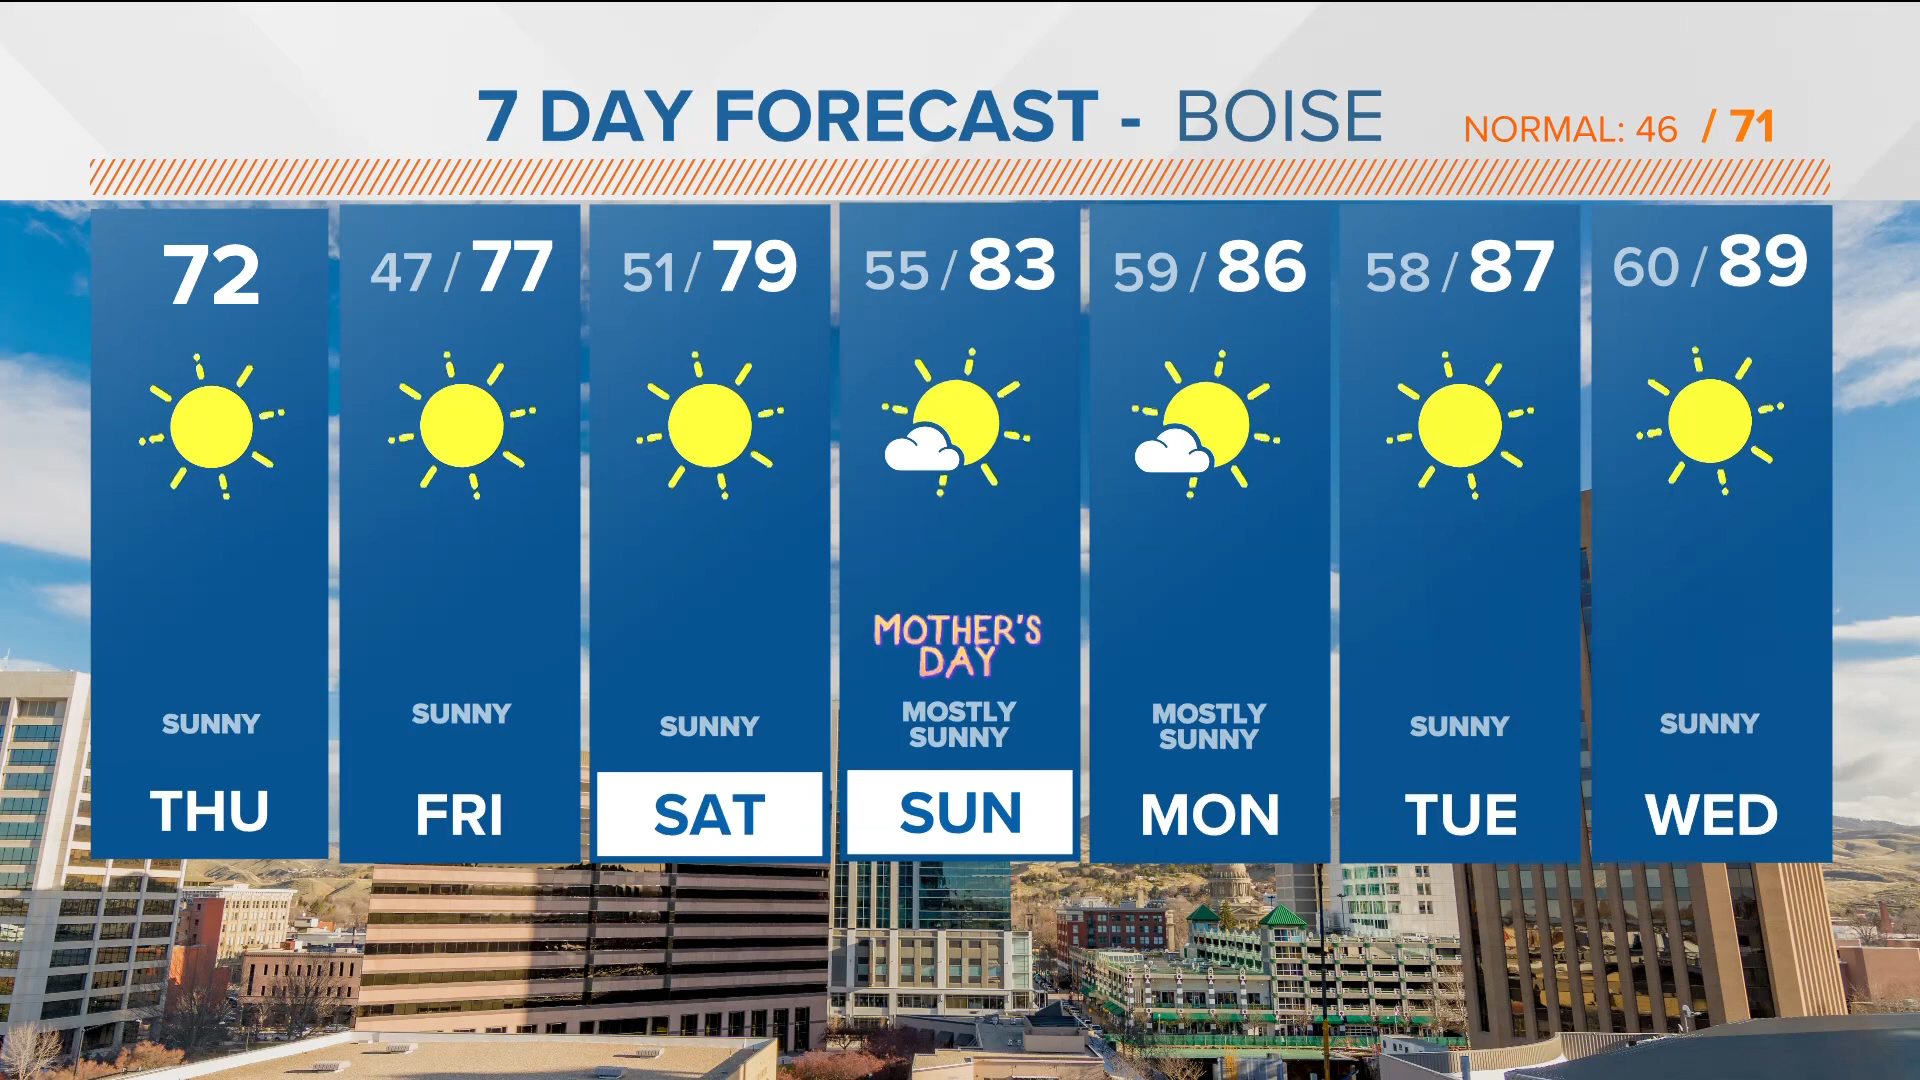 7 DAY FORECAST - BOISE NORMAL: 46 / 71
72
SUNNY
THU
47 / 77
SUNNY
FRI
51 / 79
SUNNY
SAT
55 / 83
MOTHER'S
DAY
MOSTLY
SUNNY
SUN
59 / 86
MOSTLY
SUNNY
MON
58 / 87
SUNNY
TUE
60 / 89
SUNNY
WED